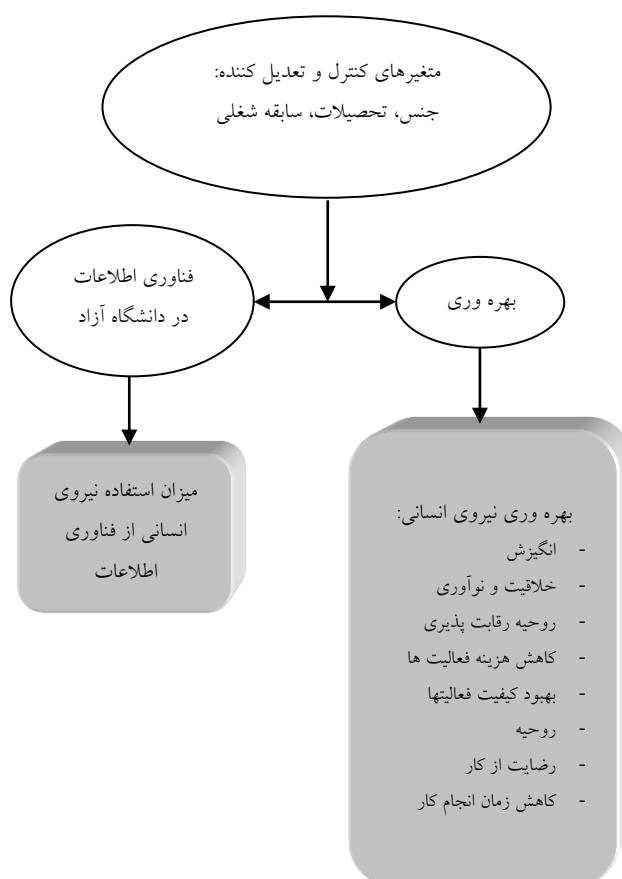 متغیرهای کنترل و تعدیل کننده:
جنس، تحصیلات، سابقه شغلی
فناوری اطلاعات
در دانشگاه آزاد
بهره وری
میزان استفاده نیروی
انسانی از فناوری
اطلاعات
بهره وری نیروی انسانی:
- انگیزش
- خلاقیت و نوآوری
- روحیه رقابت پذیری
- کاهش هزینه فعالیت ها
- بهبود کیفیت فعالیتها
- روحیه
- رضایت از کار
- کاهش زمان انجام کار